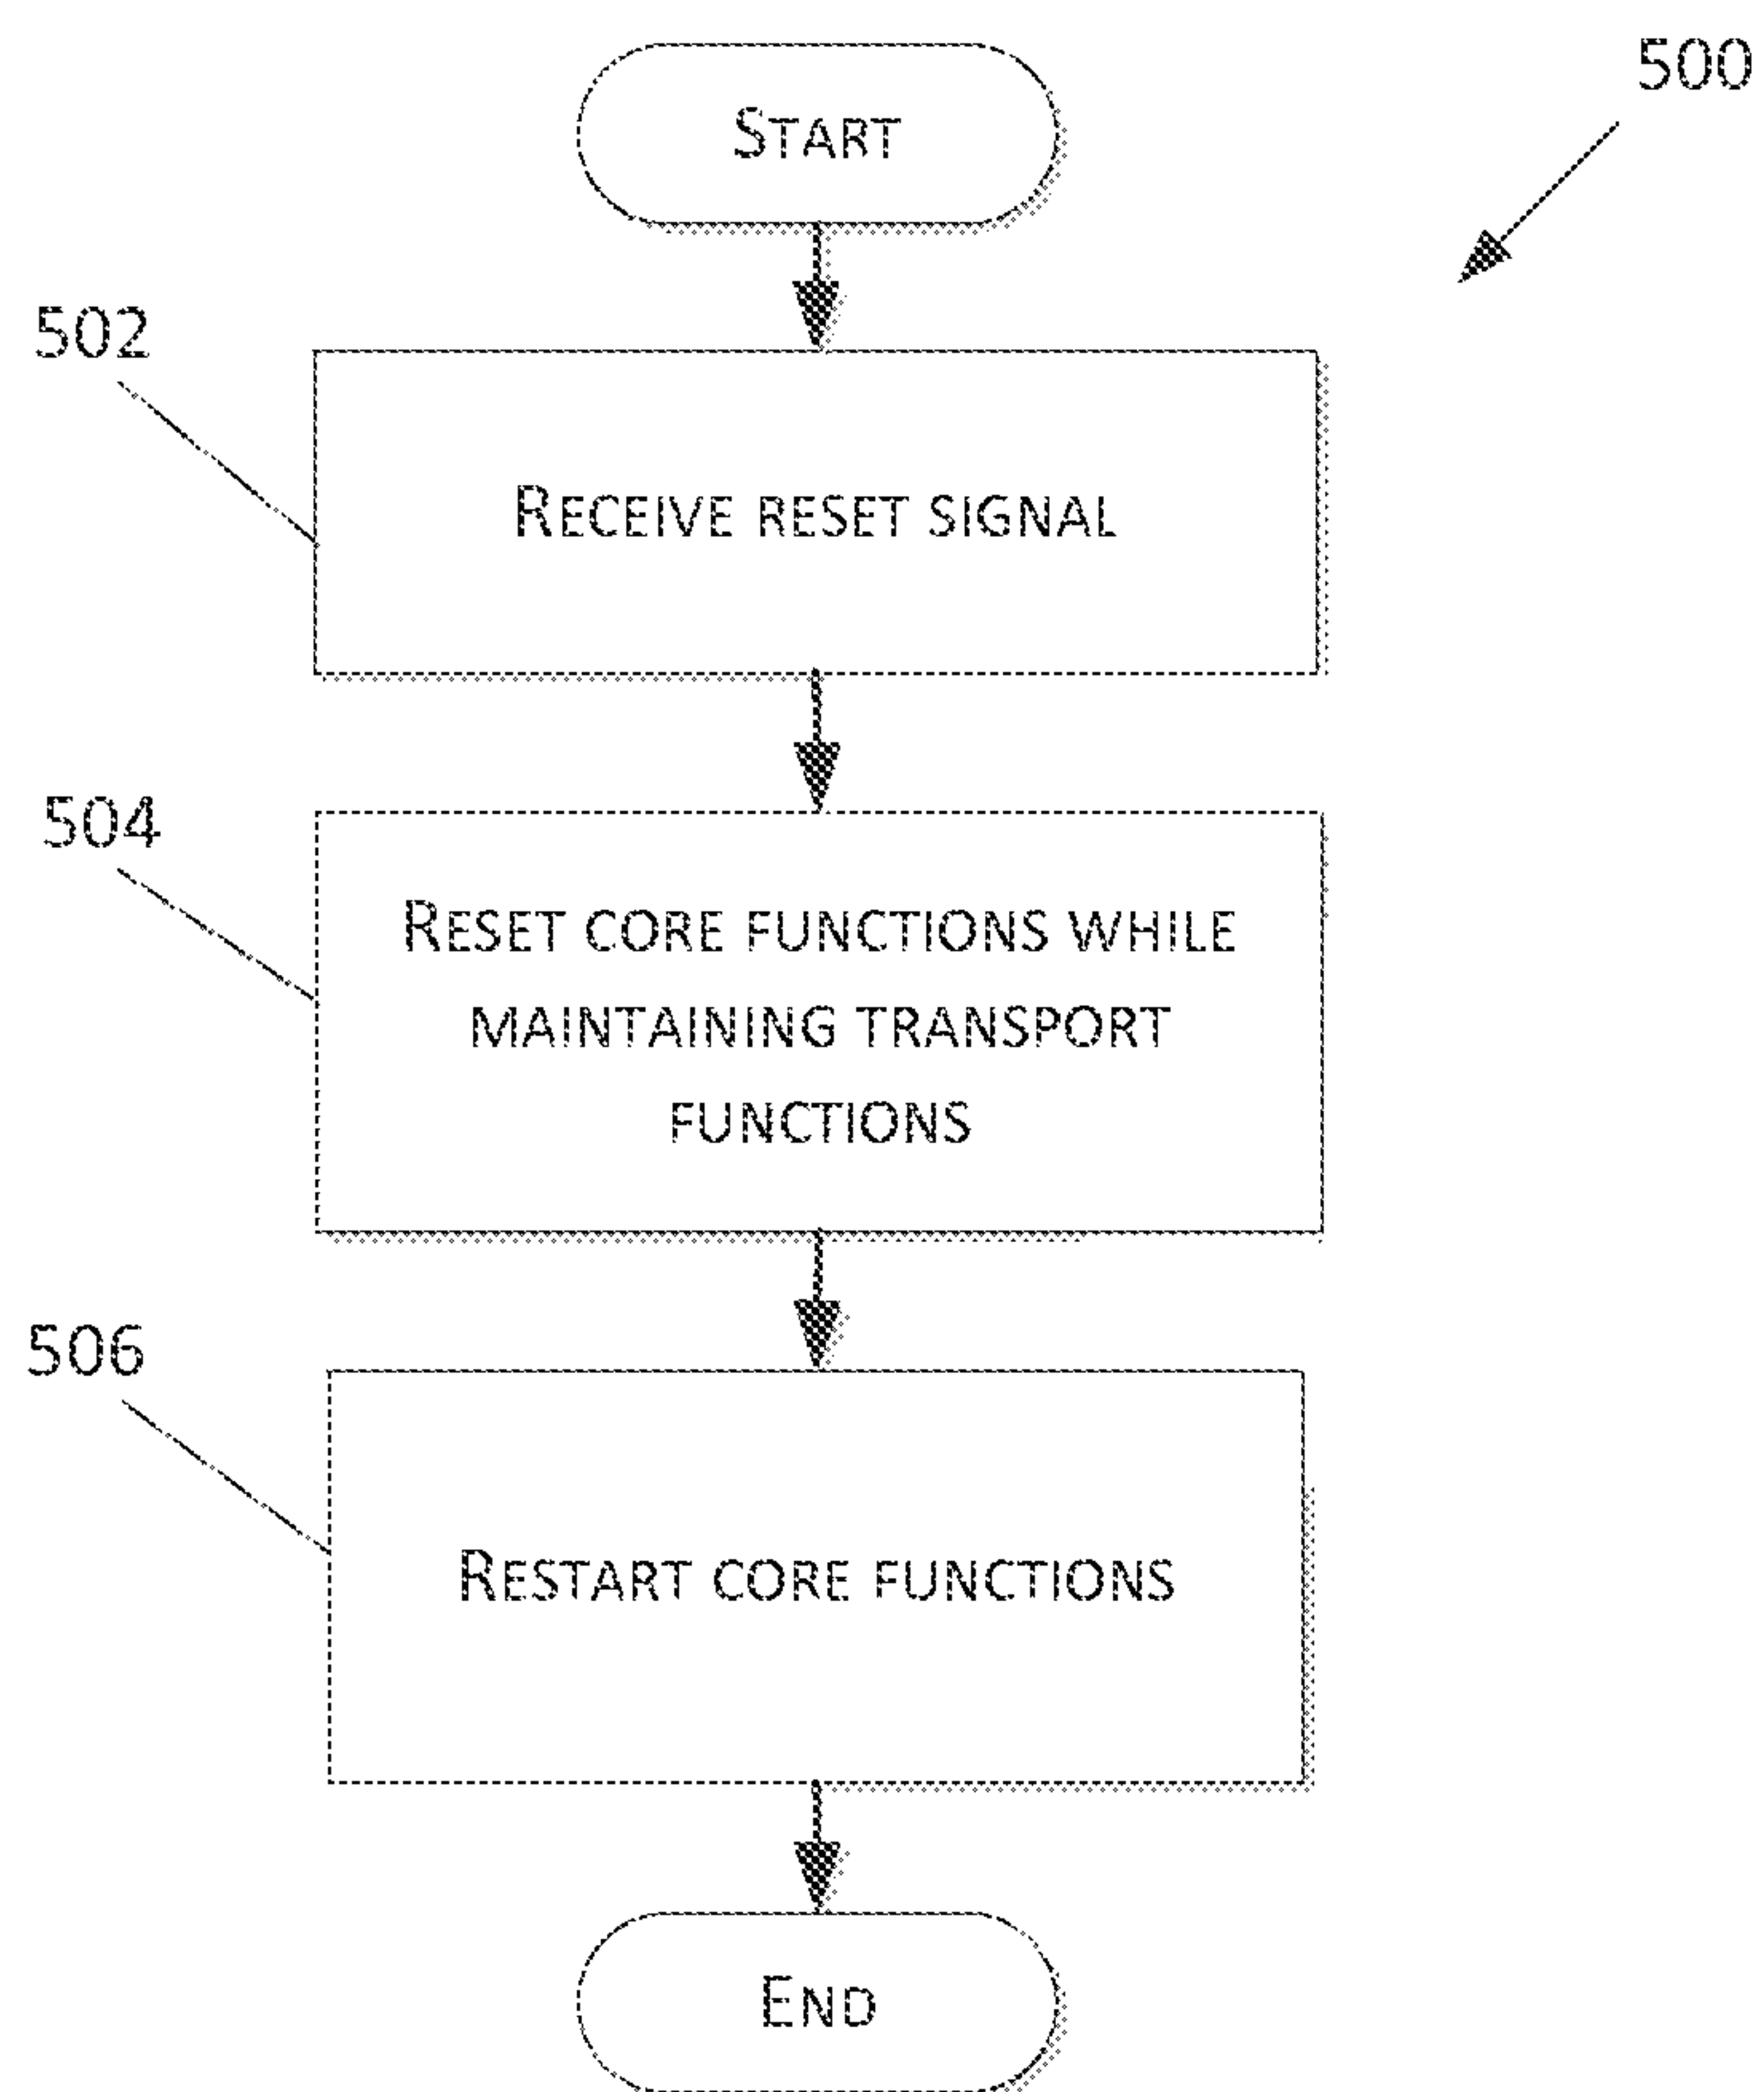 START
500
502
RECEIVE RESET SIGNAL
504
RESET CORE FUNCTIONS WHILE
MAINTAINING TRANSPORT
FUNCTIONS
506
RESTART CORE FUNCTIONS
END